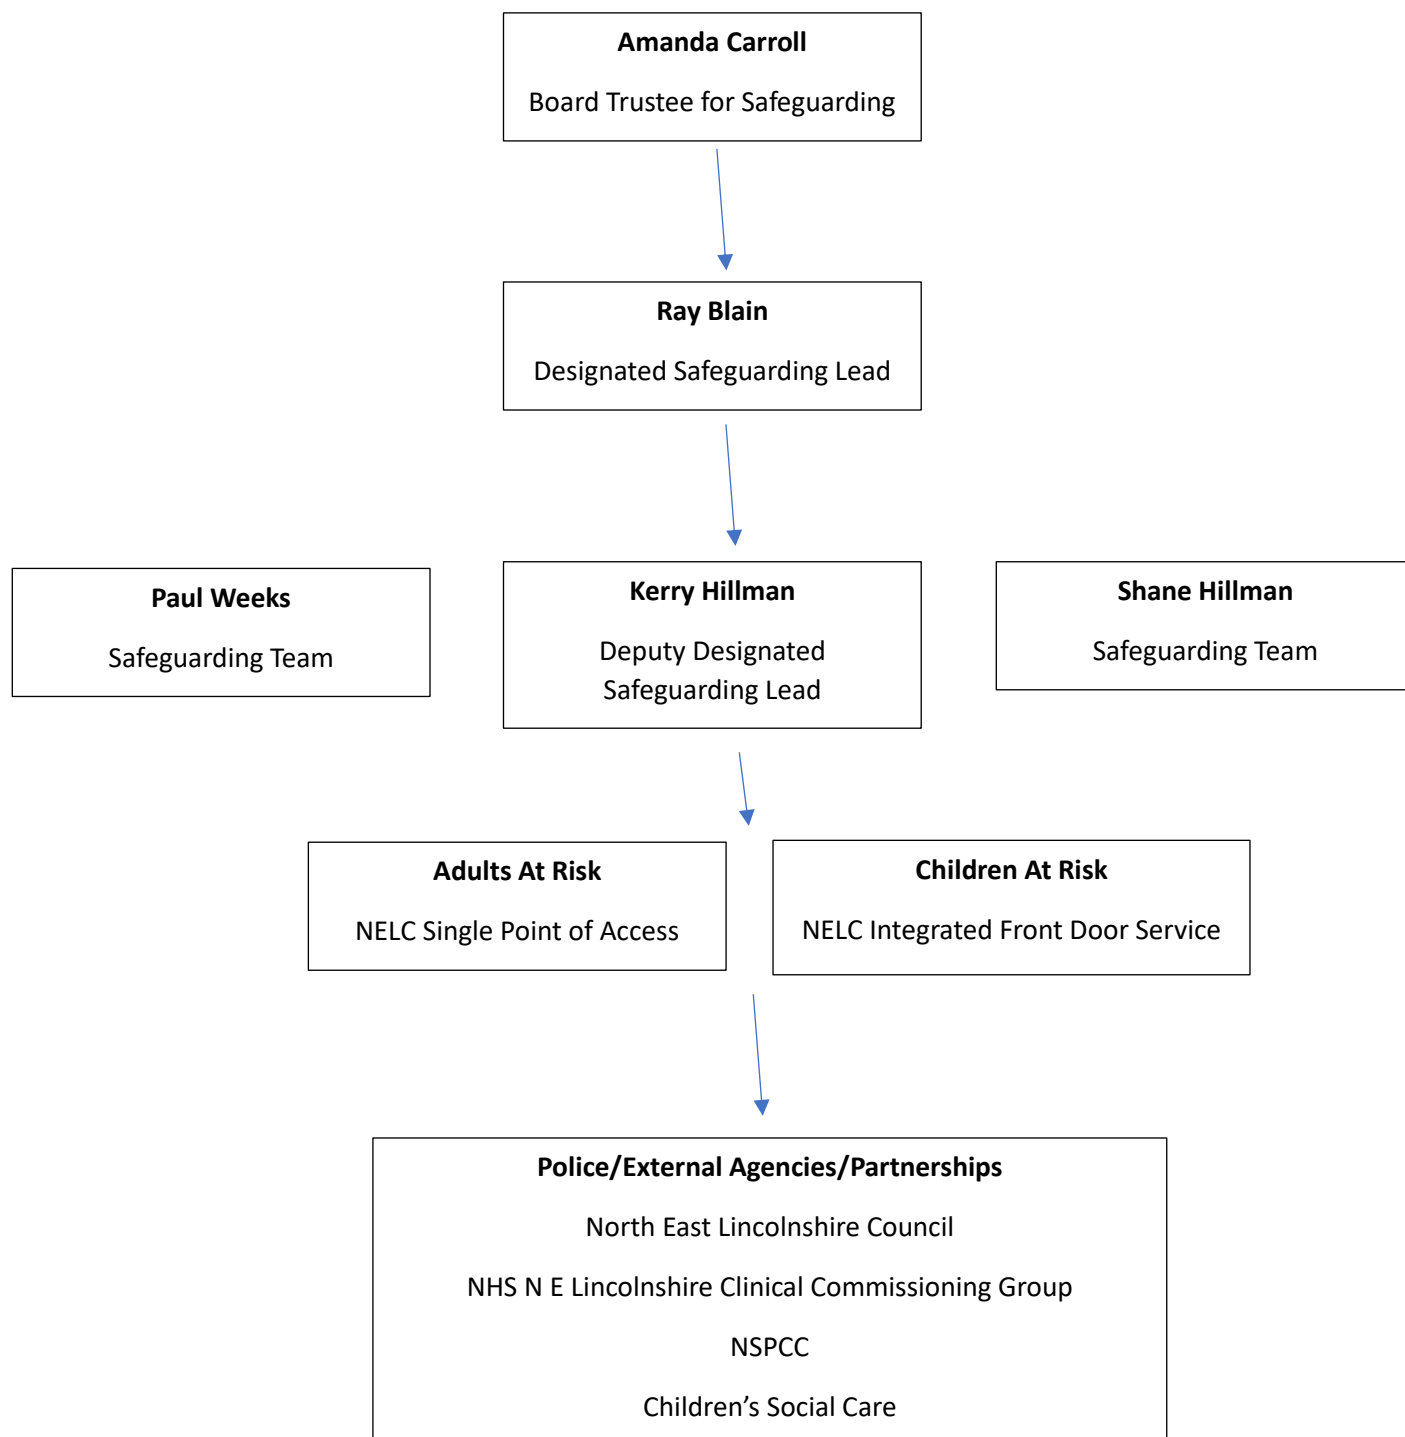 Amanda Carroll
Board Trustee for Safeguarding
Ray Blain
Designated Safeguarding Lead
Paul Weeks
Safeguarding Team
Kerry Hillman
Deputy Designated
Safeguarding Lead
Shane Hillman
Safeguarding Team
Adults At Risk
NELC Single Point of Access
Children At Risk
NELC Integrated Front Door Service
Police/External Agencies/Partnerships
North East Lincolnshire Council
NHS N E Lincolnshire Clinical Commissioning Group
NSPCC
Children’s Social Care